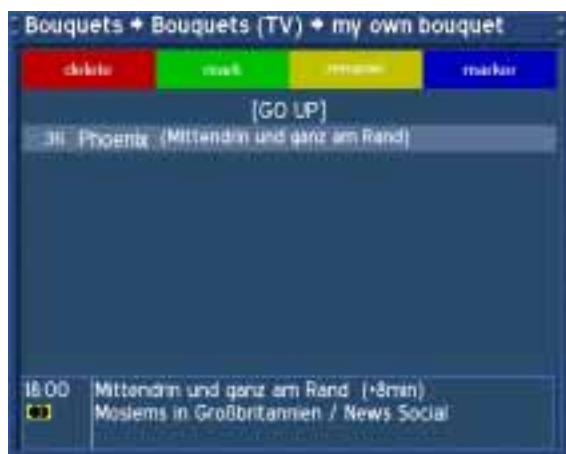 Bouquets → Bouquets (TV) → my own bouquet
delete mark rename marker
[GO UP]
36 Phoenix (Mittendrin und ganz am Rand)
18:00 Mittendrin und ganz am Rand (+8min)
Moslems in Großbritannien / News Social